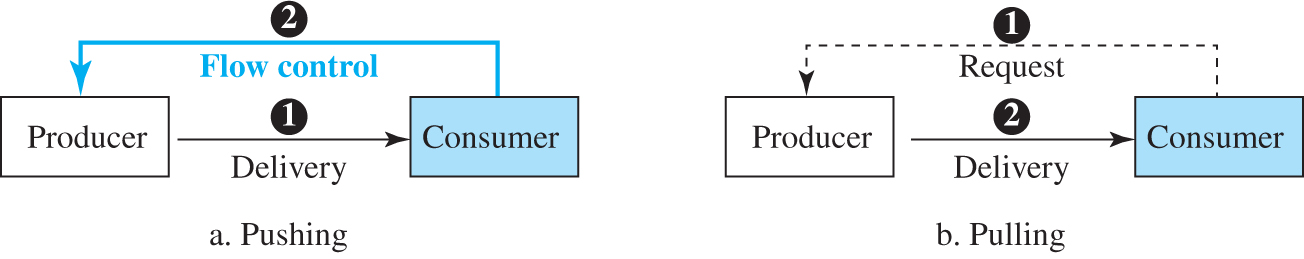 2
Flow control
Producer
1
Consumer
Delivery
a. Pushing
1
Request
Producer
2
Consumer
Delivery
b. Pulling